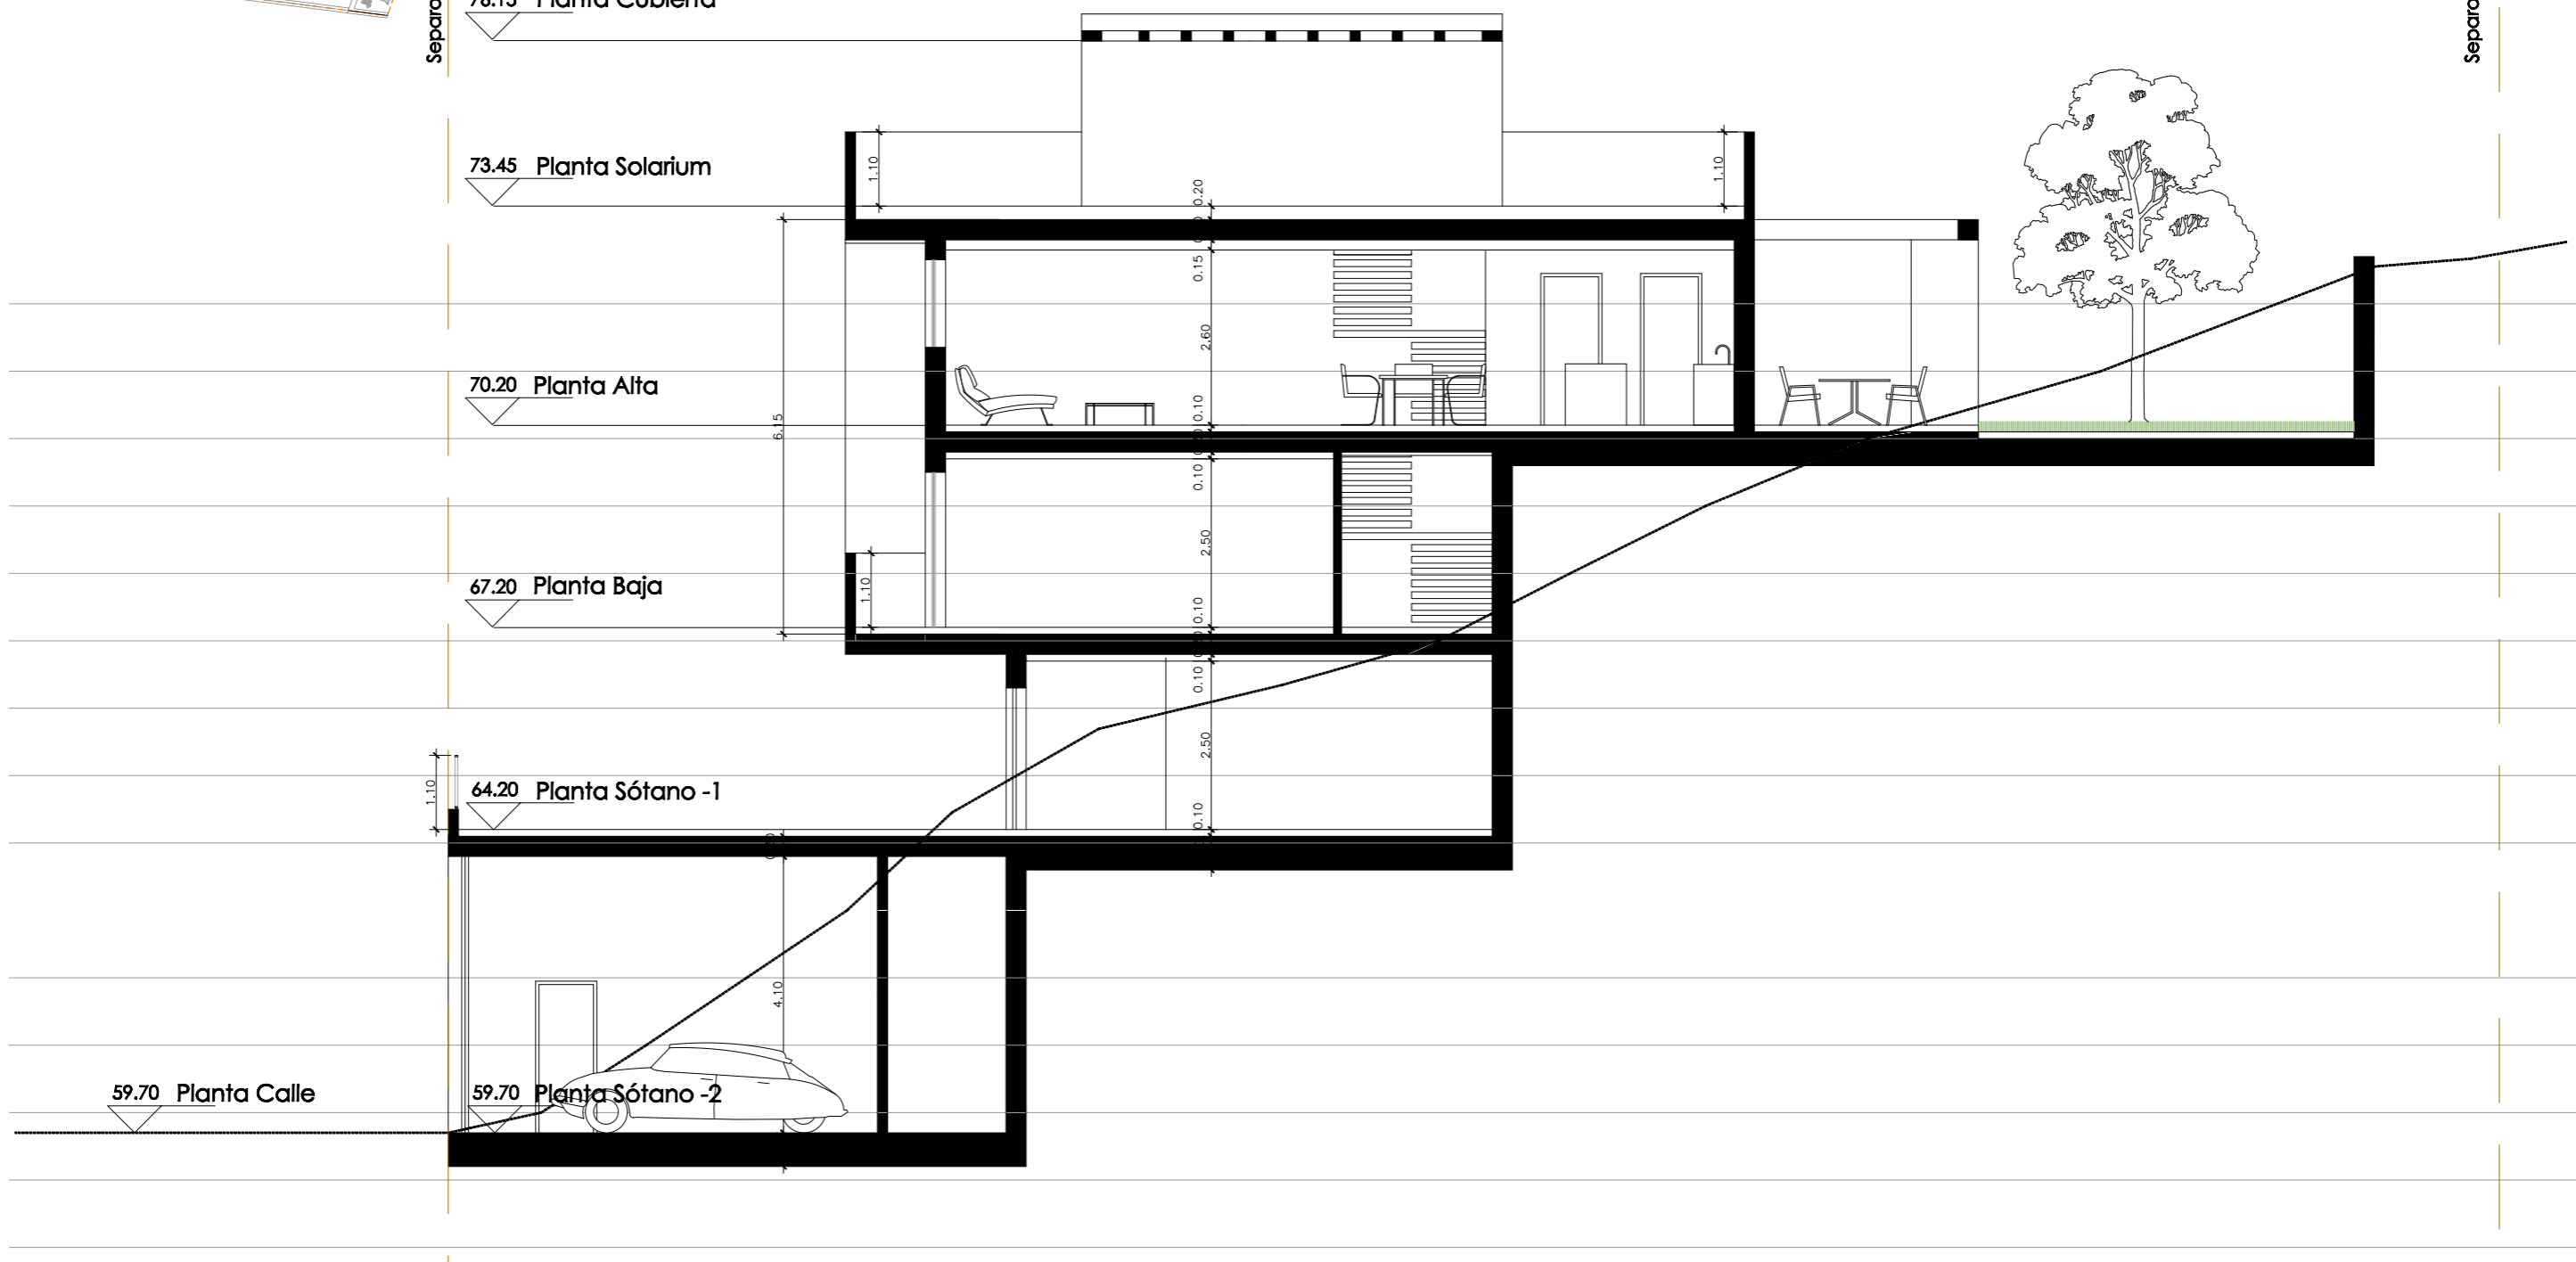 Separo
Separo
Planta Cubierta
73.45 Planta Solarium
1.10
1.10
0.20
0.15
2.60
70.20 Planta Alta
0.10
6.15
0.10
2.50
67.20 Planta Baja
1.10
0.10
0.10
2.50
1.10
64.20 Planta Sótano -1
0.10
4.10
59.70 Planta Calle
59.70 Planta Sótano -2